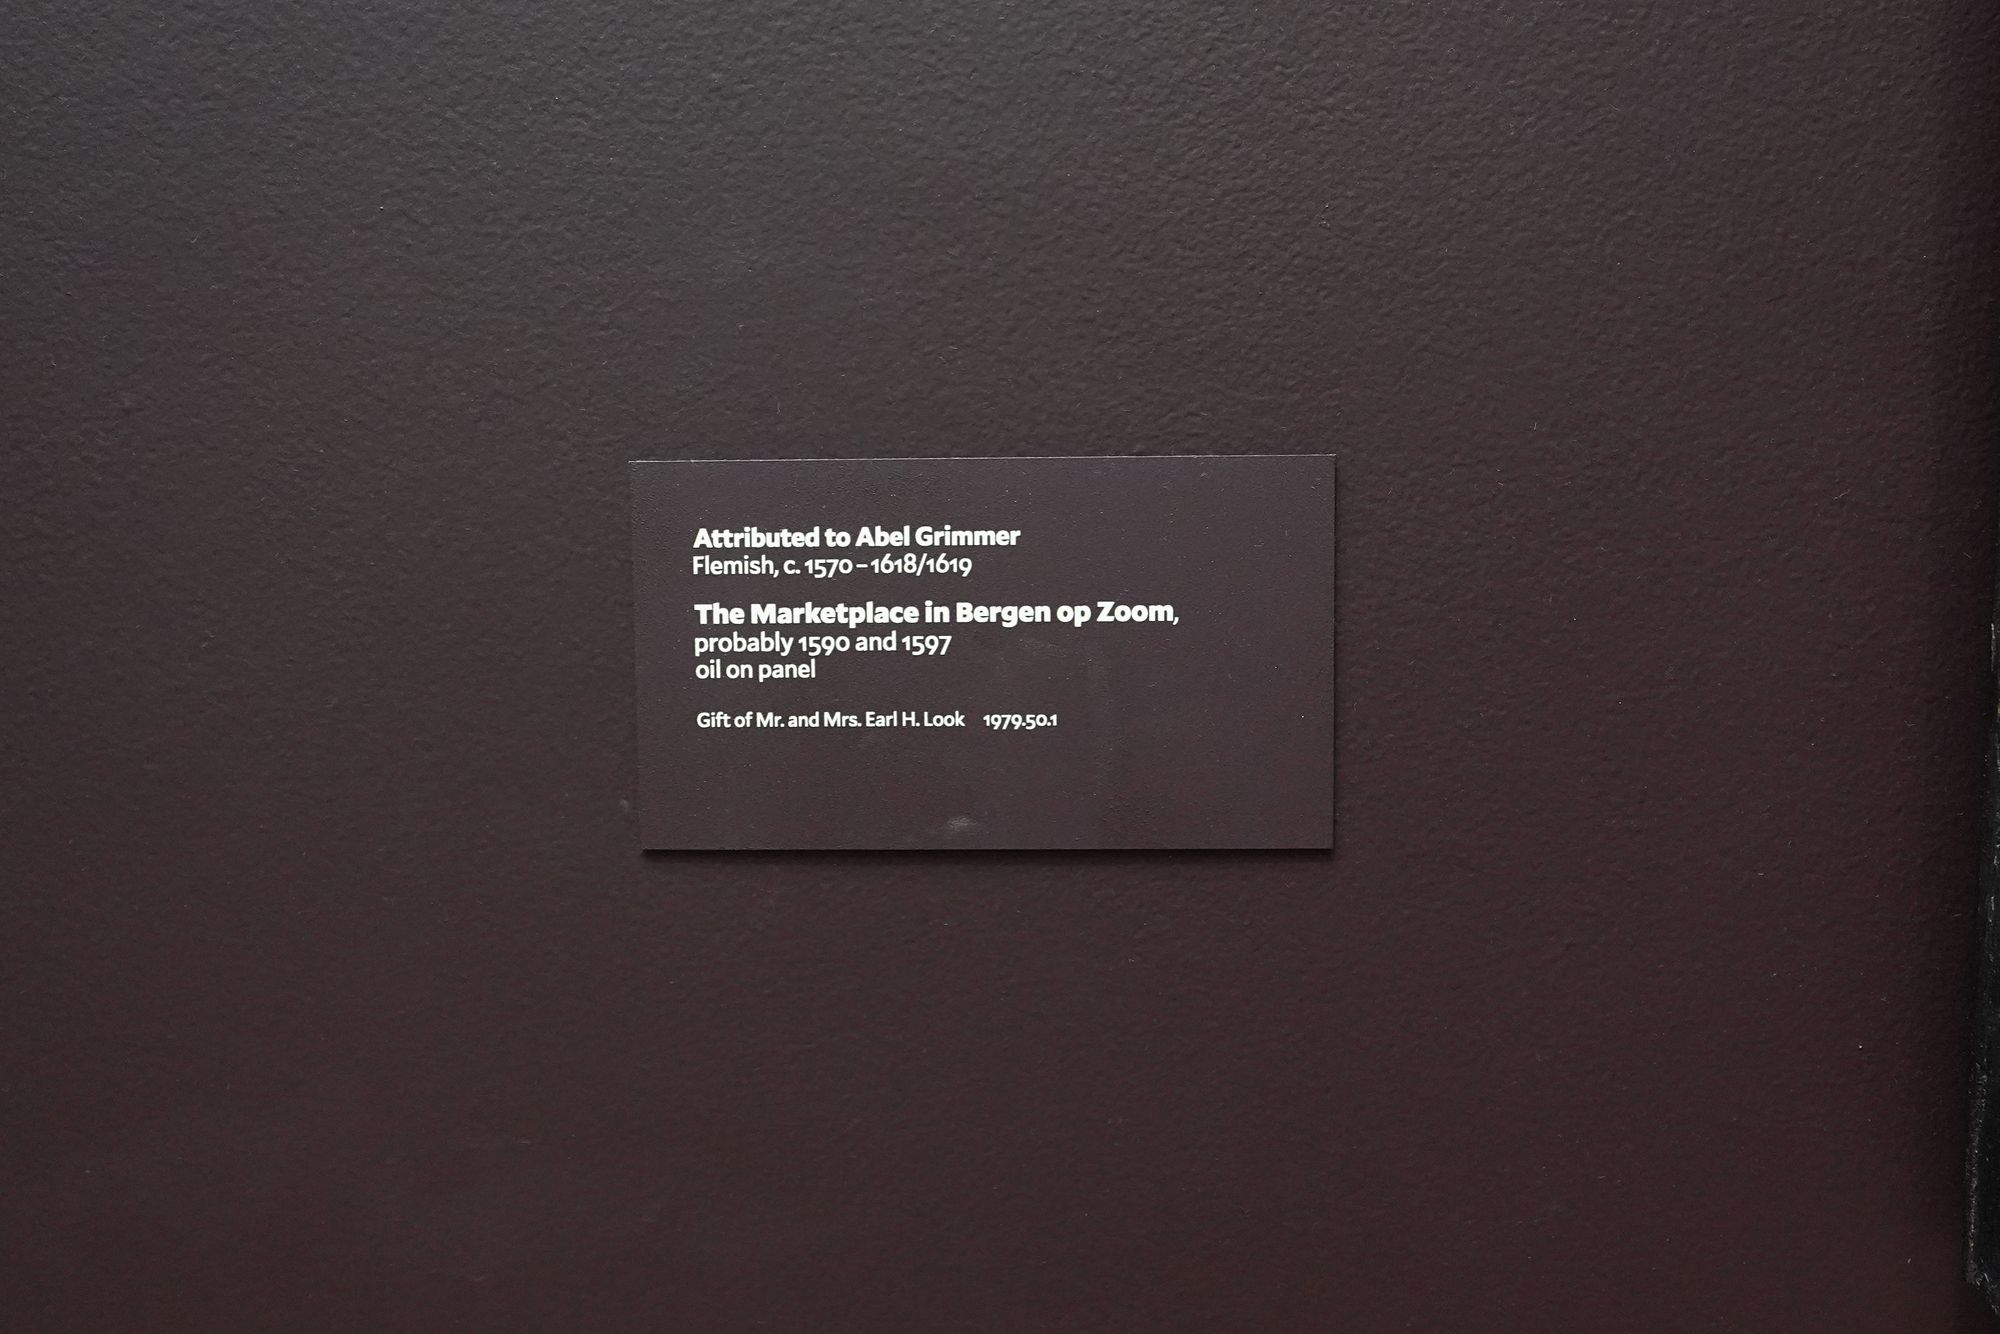 Attributed to Abel Grimmer
Flemish, c. 1570 – 1618/1619
The Marketplace in Bergen op Zoom,
probably 1590 and 1597
oil on panel
Gift of Mr. and Mrs. Earl H. Look 1979.50.1